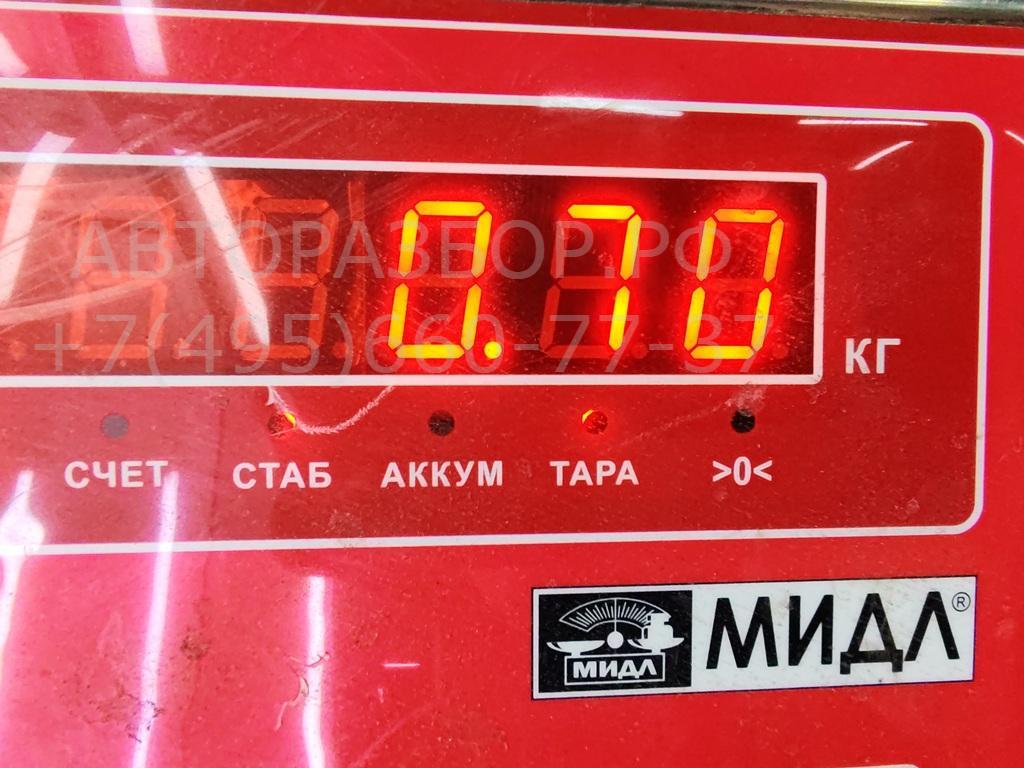 0.70
КГ
АВТОРАЗБОР.РФ
+7(495)660-77-37
СЧЕТ СТАБ АККУМ ТАРА >0<
МИДЛ МИДЛ®